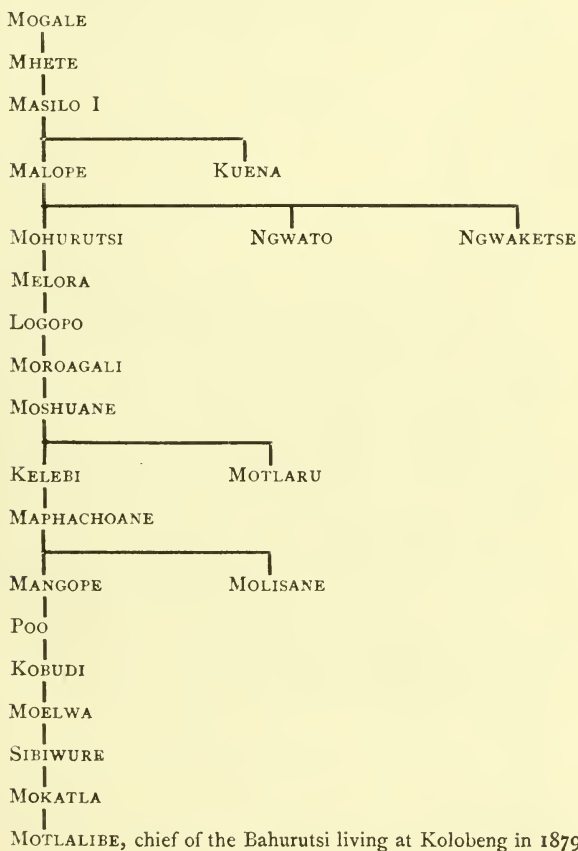 MOGALE
MHETE
MASILO I
MALOPE KUENA
MOHURUTSI NGWATO NGWAKETSE
MELORA
LOGOPO
MOROAGALI
MOSHUANE
KELEBI MOTLARU
MAPHACHOANE
MANGOPE MOLISANE
POO
KOBUDI
MOELWA
SIBIWURE
MOKATLA
MOTLALIBE, chief of the Bahurutsi living at Kolobeng in 1879